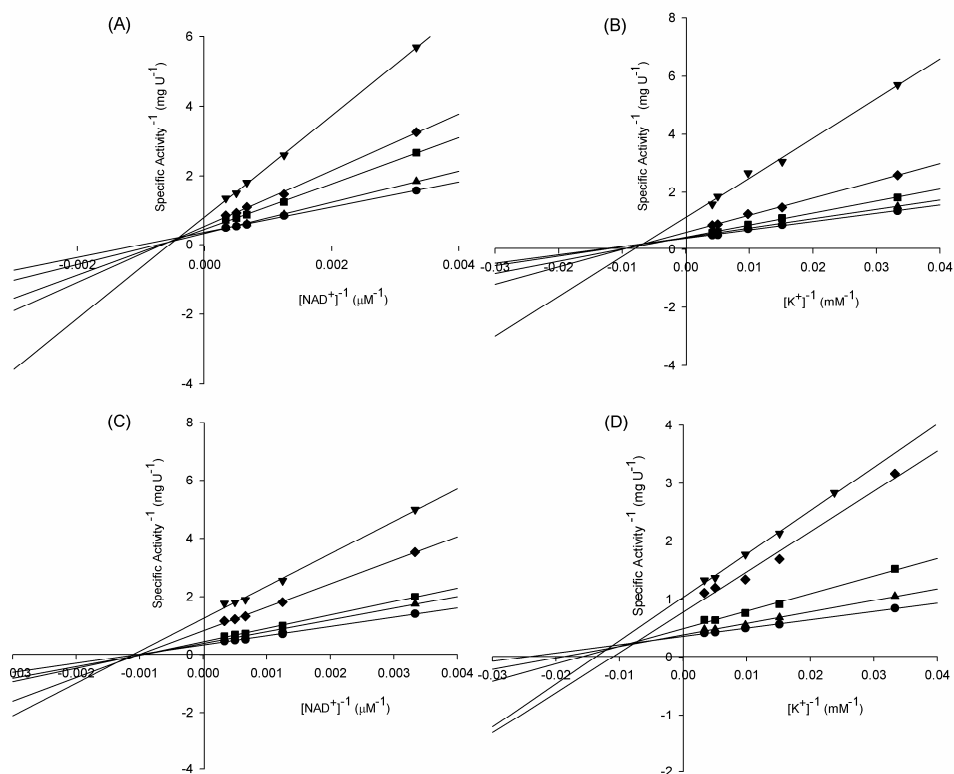 (A)
Specific Activity⁻¹ (mg U⁻¹)
6
4
2
0
-2
-4
-0.002 0.000 0.002 0.004
[NAD⁺]⁻¹ (μM⁻¹)
(B)
Specific Activity⁻¹ (mg U⁻¹)
8
6
4
2
0
-2
-4
-0.03 -0.02 -0.01 0.00 0.01 0.02 0.03 0.04
[K⁺]⁻¹ (mM⁻¹)
(C)
Specific Activity⁻¹ (mg U⁻¹)
8
6
4
2
0
-2
-4
.003 -0.002 -0.001 0.000 0.001 0.002 0.003 0.004
[NAD⁺]⁻¹ (μM⁻¹)
(D)
Specific Activity⁻¹ (mg U⁻¹)
4
3
2
1
0
-1
-2
-0.03 -0.02 -0.01 0.00 0.01 0.02 0.03 0.04
[K⁺]⁻¹ (mM⁻¹)